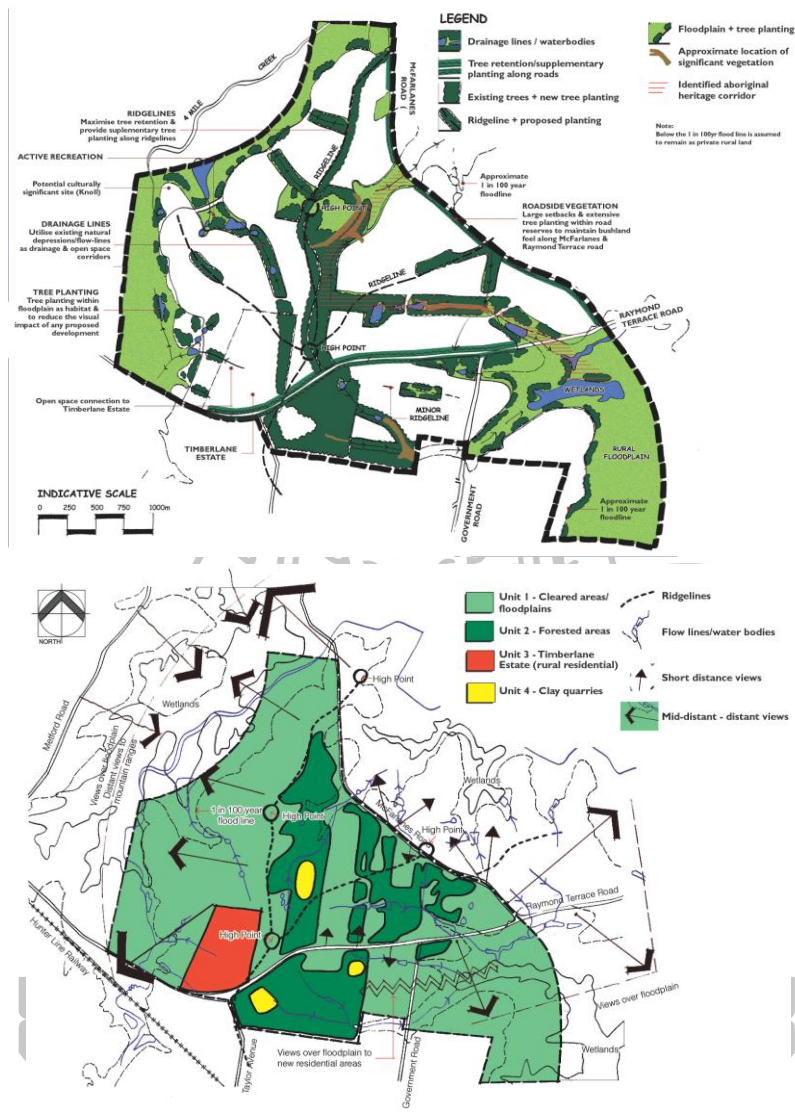 LEGEND
Drainage lines / waterbodies
Tree retention/supplementary
planting along roads
Existing trees + new tree planting
Ridgeline + proposed planting
Floodplain + tree planting
Approximate location of
significant vegetation
Identified aboriginal
heritage corridor
Note:
Below the 1 in 100yr flood line is assumed
to remain as private rural land
4 MILE CREEK
McFARLANES
ROAD
RIDGELINES
Maximise tree retention &
provide suplementary tree
planting along ridgelines
ACTIVE RECREATION
Potential culturally
significant site (Knoll)
DRAINAGE LINES
Utilise existing natural
depressions/flow-lines
as drainage & open space
corridors
TREE PLANTING
Tree planting within
floodplain as habitat &
to reduce the visual
impact of any proposed
development
Open space connection to
Timberlane Estate
TIMBERLANE
ESTATE
RIDGELINE
HIGH POINT
RIDGELINE
HIGH POINT
MINOR
RIDGELINE
Approximate
1 in 100 year
floodline
ROADSIDE VEGETATION
Large setbacks & extensive
tree planting within road
reserves to maintain bushland
feel along McFarlanes &
Raymond Terrace road
RAYMOND
TERRACE ROAD
WETLANDS
RURAL
FLOODPLAIN
Approximate
1 in 100 year
floodline
GOVERNMENT
ROAD
INDICATIVE SCALE
0 250 500 750 1000m
NORTH
Unit 1 - Cleared areas/
floodplains
Unit 2 - Forested areas
Unit 3 - Timberlane
Estate (rural residential)
Unit 4 - Clay quarries
Ridgelines
Flow lines/water bodies
Short distance views
Mid-distant - distant views
Metford Road
Wetlands
Views over floodplain
Distant views to
mountain ranges
High Point
1 in 100 year
flood line
High Point
McFarlanes Road
High Point
Wetlands
High Point
Raymond Terrace Road
Hunter Line Railway
Views over floodplain
Wetlands
Views over floodplain to
new residential areas
Taylor Avenue
Government Road